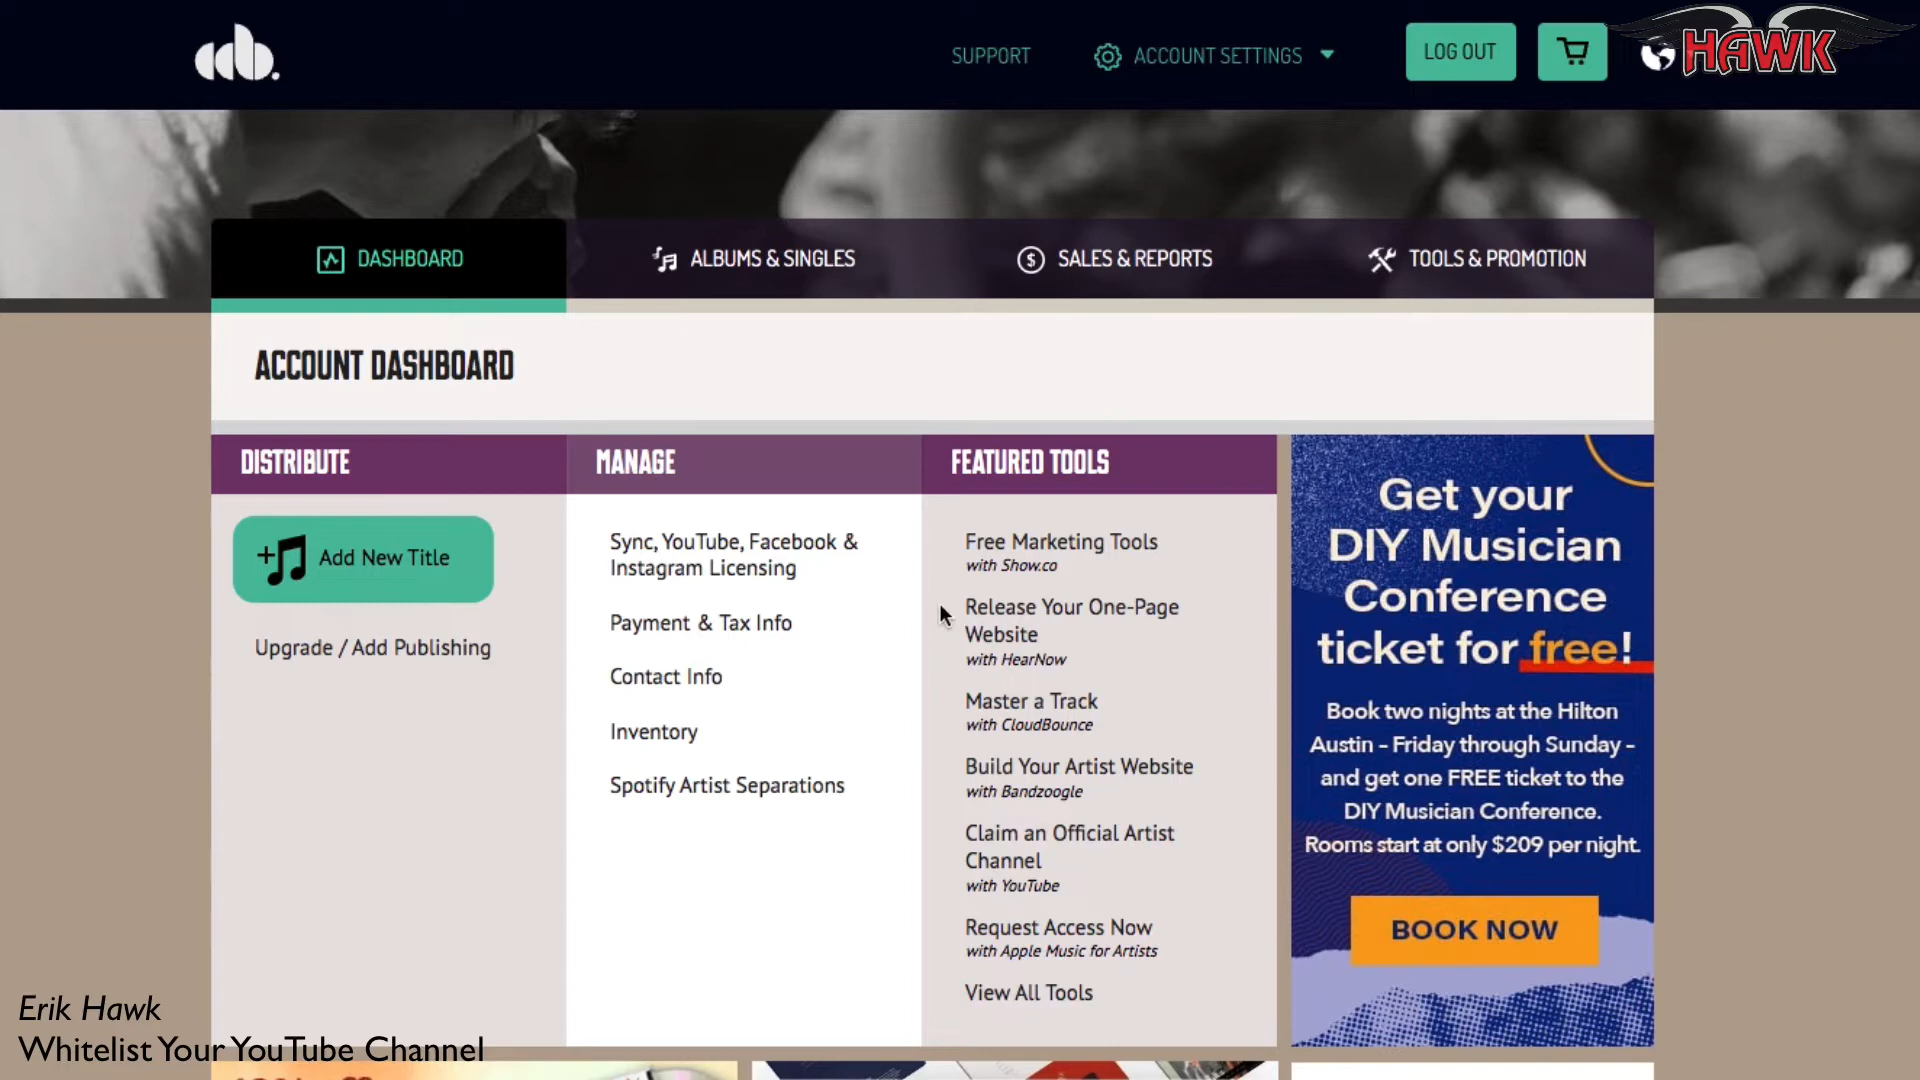 cdb.
SUPPORT
ACCOUNT SETTINGS
LOG OUT
HAWK
DASHBOARD
ALBUMS & SINGLES
SALES & REPORTS
TOOLS & PROMOTION
ACCOUNT DASHBOARD
DISTRIBUTE
Add New Title
Upgrade / Add Publishing
MANAGE
Sync, YouTube, Facebook &
Instagram Licensing
Payment & Tax Info
Contact Info
Inventory
Spotify Artist Separations
FEATURED TOOLS
Free Marketing Tools
with Show.co
Release Your One-Page
Website
with HearNow
Master a Track
with CloudBounce
Build Your Artist Website
with Bandzoogle
Claim an Official Artist
Channel
with YouTube
Request Access Now
with Apple Music for Artists
View All Tools
Get your
DIY Musician
Conference
ticket for free!
Book two nights at the Hilton
Austin - Friday through Sunday -
and get one FREE ticket to the
DIY Musician Conference.
Rooms start at only $209 per night.
BOOK NOW
Erik Hawk
Whitelist Your YouTube Channel